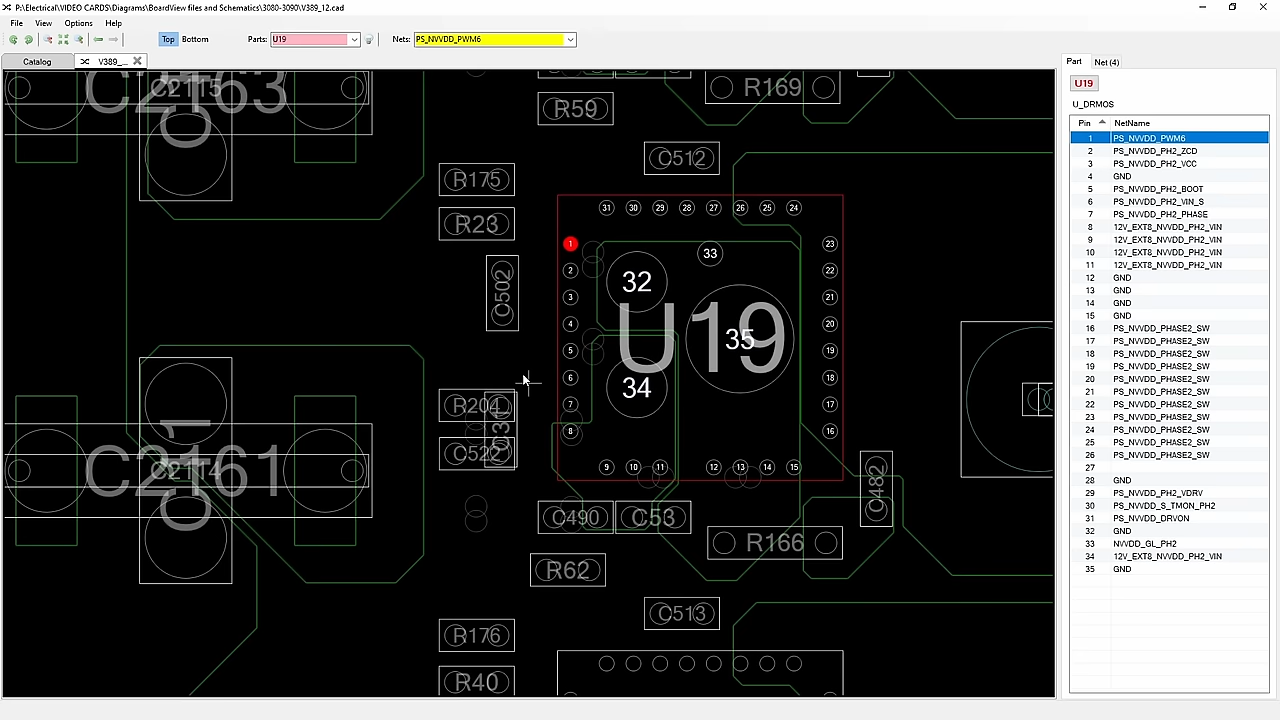 P:\Electrical\VIDEO CARDS\Diagrams\BoardView files and Schematics\3080-3090\V389_12.cad
File View Options Help
Top Bottom Parts: U19 Nets: PS_NVVDD_PWM6
Catalog V389_...
Part Net (4)
U19
U_DRMOS
Pin NetName
1 PS_NVVDD_PWM6
2 PS_NVVDD_PH2_ZCD
3 PS_NVVDD_PH2_VCC
4 GND
5 PS_NVVDD_PH2_BOOT
6 PS_NVVDD_PH2_VIN_S
7 PS_NVVDD_PH2_PHASE
8 12V_EXT8_NVVDD_PH2_VIN
9 12V_EXT8_NVVDD_PH2_VIN
10 12V_EXT8_NVVDD_PH2_VIN
11 12V_EXT8_NVVDD_PH2_VIN
12 GND
13 GND
14 GND
15 GND
16 PS_NVVDD_PHASE2_SW
17 PS_NVVDD_PHASE2_SW
18 PS_NVVDD_PHASE2_SW
19 PS_NVVDD_PHASE2_SW
20 PS_NVVDD_PHASE2_SW
21 PS_NVVDD_PHASE2_SW
22 PS_NVVDD_PHASE2_SW
23 PS_NVVDD_PHASE2_SW
24 PS_NVVDD_PHASE2_SW
25 PS_NVVDD_PHASE2_SW
26 PS_NVVDD_PHASE2_SW
27
28 GND
29 PS_NVVDD_PH2_VDRV
30 PS_NVVDD_S_TMON_PH2
31 PS_NVVDD_DRVON
32 GND
33 NVVDD_GL_PH2
34 12V_EXT8_NVVDD_PH2_VIN
35 GND
C2163
C2115
R59
R169
C512
R175
R23
C502
31 30 29 28 27 26 25 24
1 2 3 4 5 6 7 8
23 22 21 20 19 18 17 16
9 10 11 12 13 14 15
33
32
U19
35
34
R204
C522
C2161
C2114
C482
C490
C53
R166
R62
C513
R176
R40